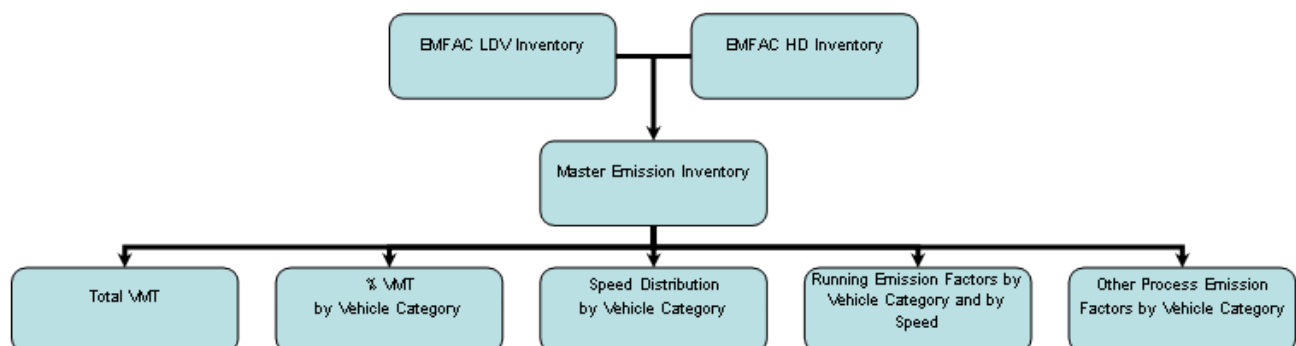 EMFAC LDV Inventory
EMFAC HD Inventory
Master Emission Inventory
Total VMT
% VMT
by Vehicle Category
Speed Distribution
by Vehicle Category
Running Emission Factors by
Vehicle Category and by
Speed
Other Process Emission
Factors by Vehicle Category